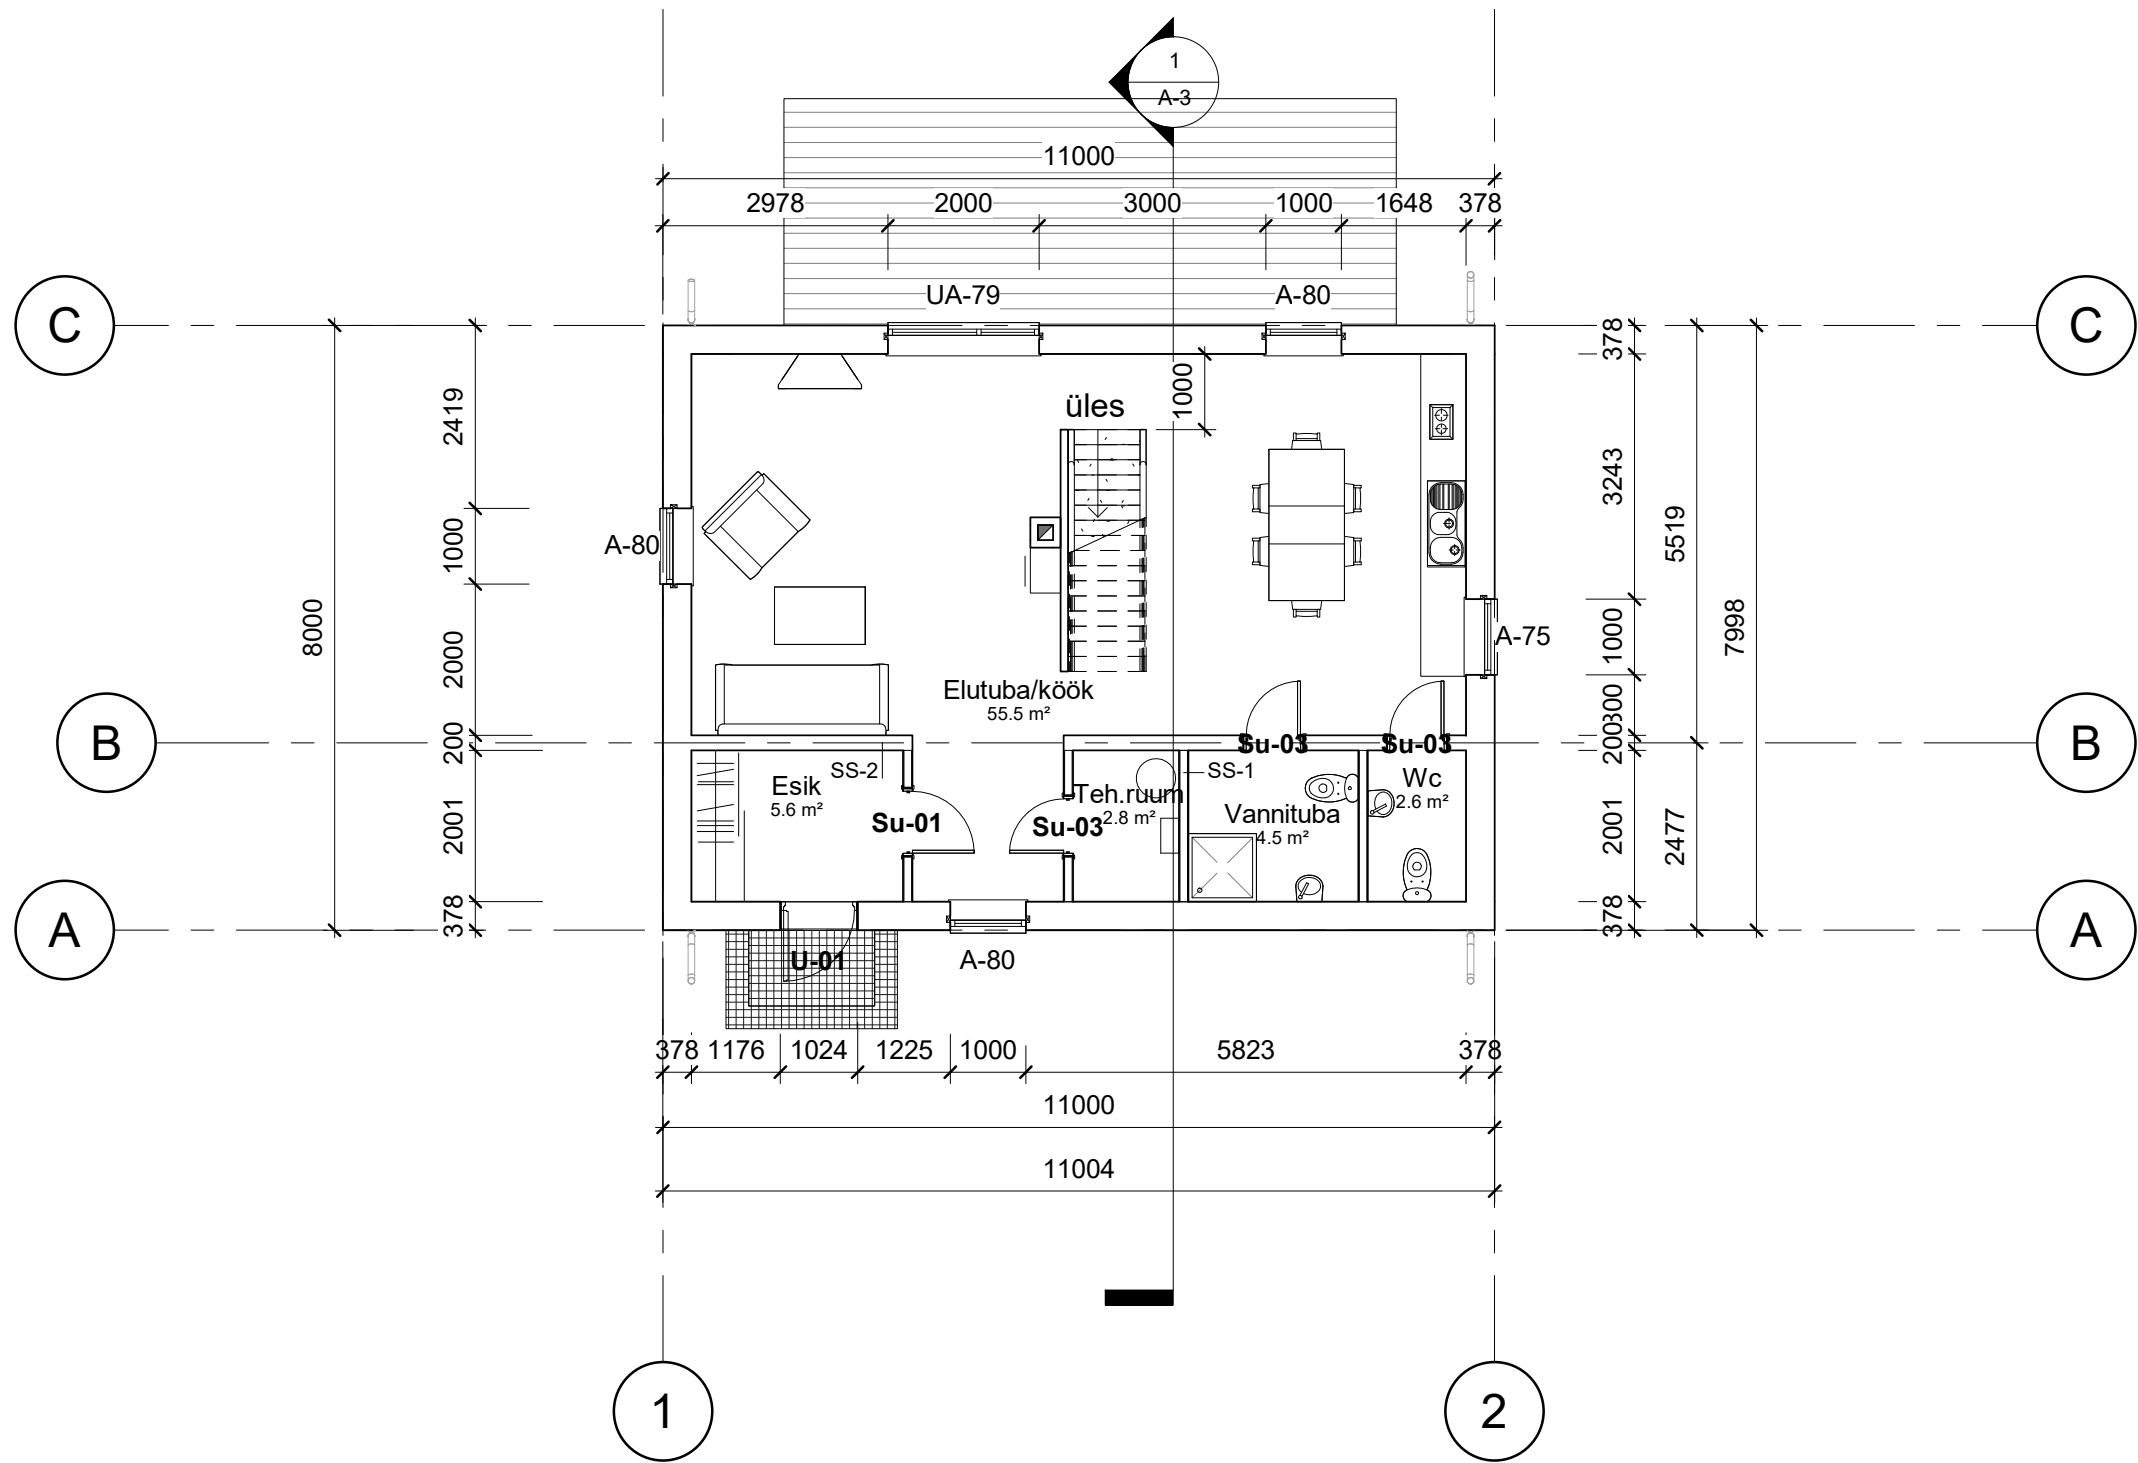 1
A-3
11000
2978 2000 3000 1000 1648 378
UA-79 A-80
C C
378
1000
2419
üles
3243
1000
5519
A-80
8000
7998
1000
A-75
2000
Elutuba/köök
55.5 m²
800
B B
200
200
Su-03 Su-03
SS-2 SS-1
Esik
5.6 m²
Teh.ruum
2.8 m²
Wc
2.6 m²
Vannituba
4.5 m²
Su-01 Su-03
2001
2001
2477
378
378
A A
U-01 A-80
378 1176 1024 1225 1000 5823 378
11000
11004
1 2